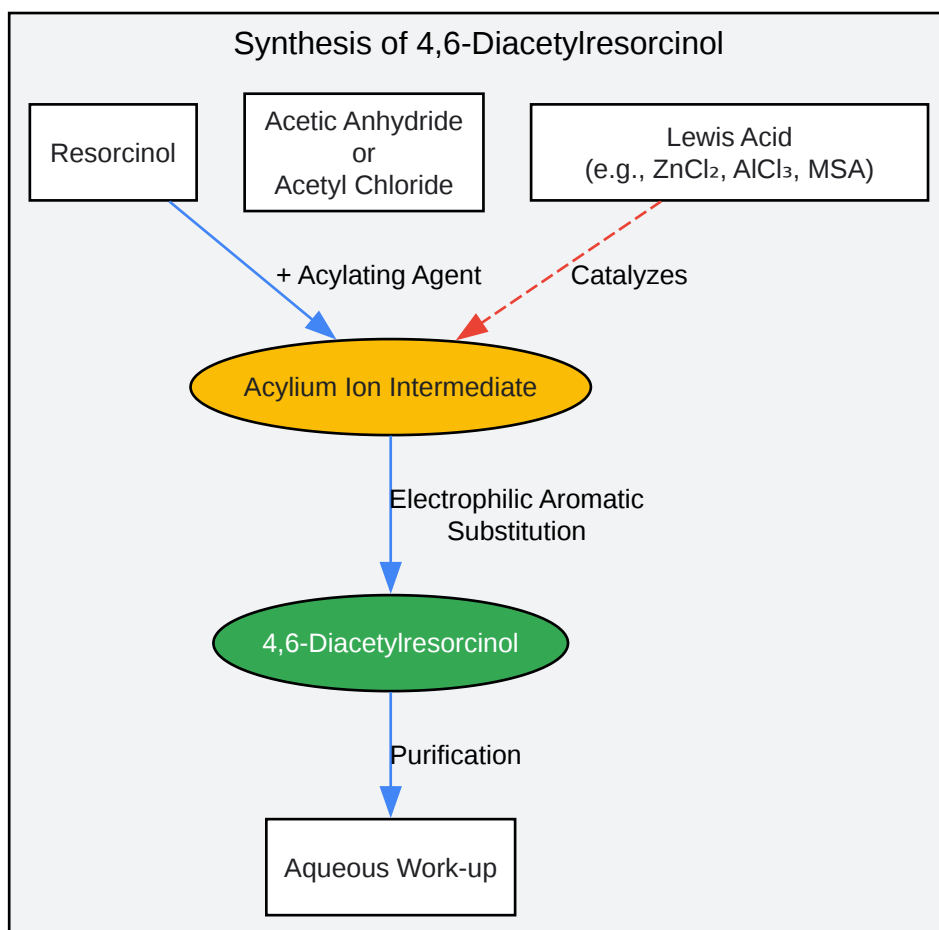 Synthesis of 4,6-Diacetylresorcinol
Resorcinol
Acetic Anhydride
or
Acetyl Chloride
Lewis Acid
(e.g., ZnCl₂, AlCl₃, MSA)
+ Acylating Agent
Catalyzes
Acylium Ion Intermediate
Electrophilic Aromatic
Substitution
4,6-Diacetylresorcinol
Purification
Aqueous Work-up